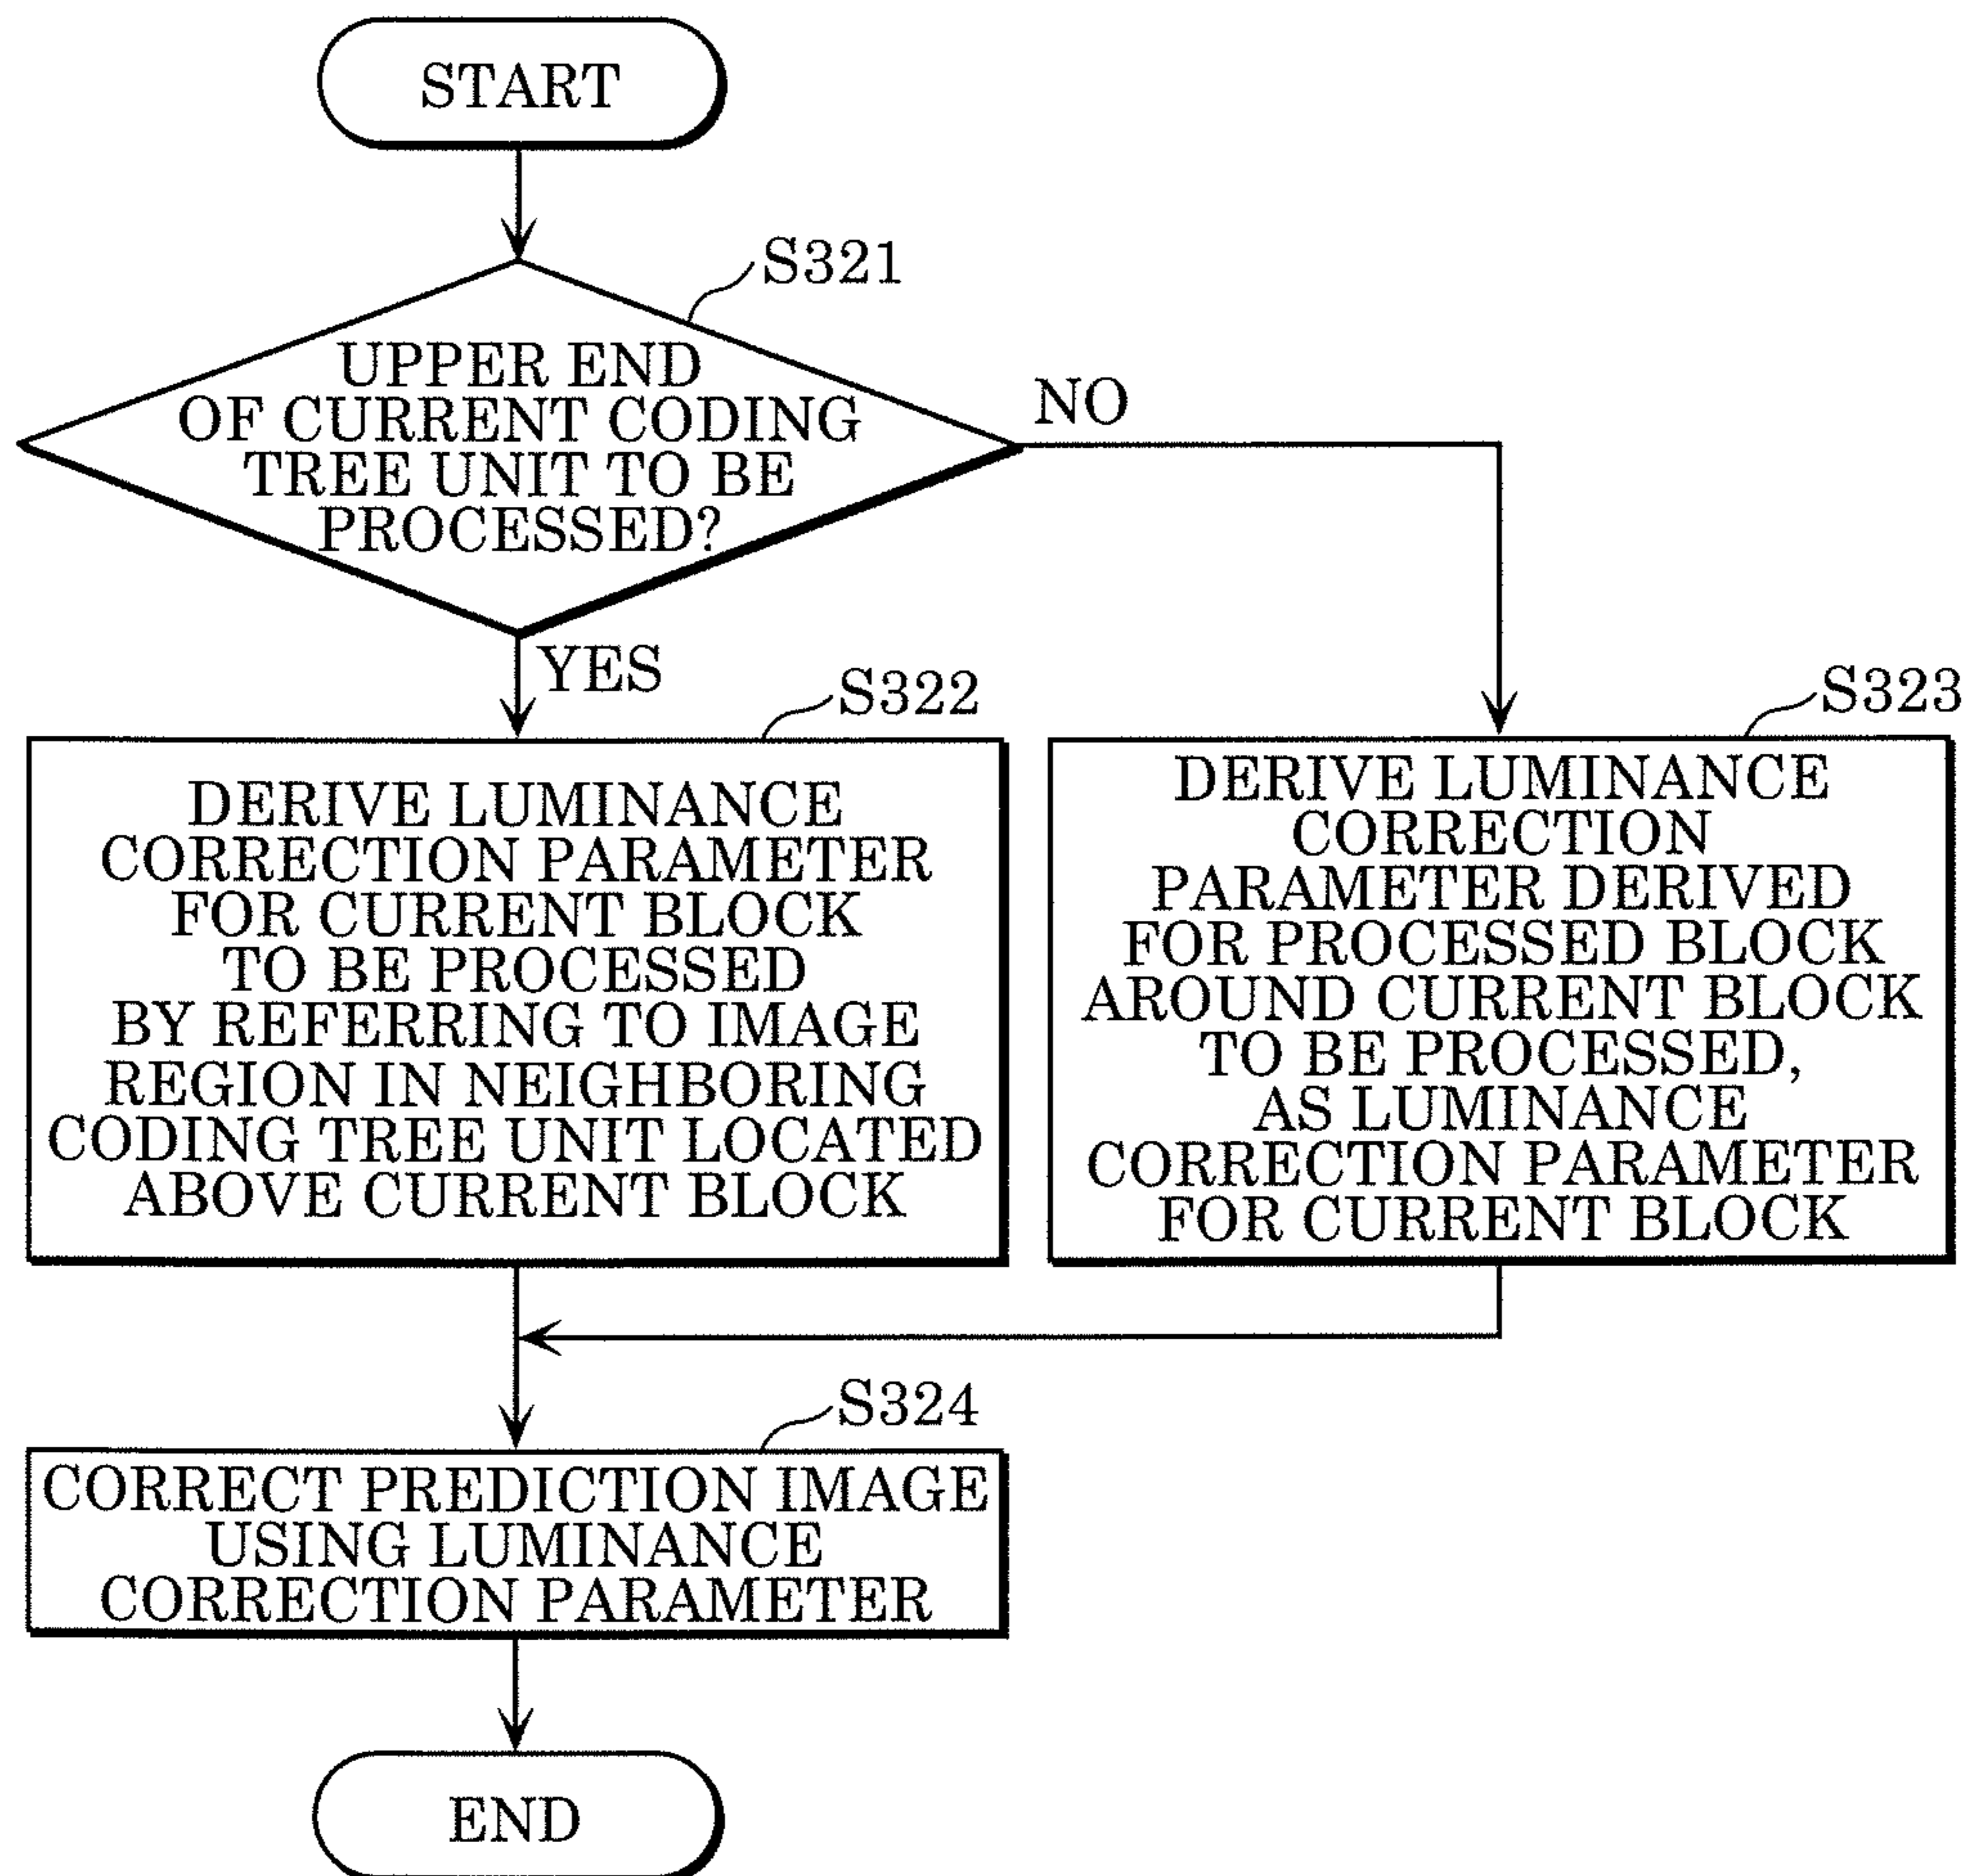 START
S321
UPPER END
OF CURRENT CODING
TREE UNIT TO BE
PROCESSED?
NO
YES
S322
DERIVE LUMINANCE
CORRECTION PARAMETER
FOR CURRENT BLOCK
TO BE PROCESSED
BY REFERRING TO IMAGE
REGION IN NEIGHBORING
CODING TREE UNIT LOCATED
ABOVE CURRENT BLOCK
S323
DERIVE LUMINANCE
CORRECTION
PARAMETER DERIVED
FOR PROCESSED BLOCK
AROUND CURRENT BLOCK
TO BE PROCESSED,
AS LUMINANCE
CORRECTION PARAMETER
FOR CURRENT BLOCK
S324
CORRECT PREDICTION IMAGE
USING LUMINANCE
CORRECTION PARAMETER
END